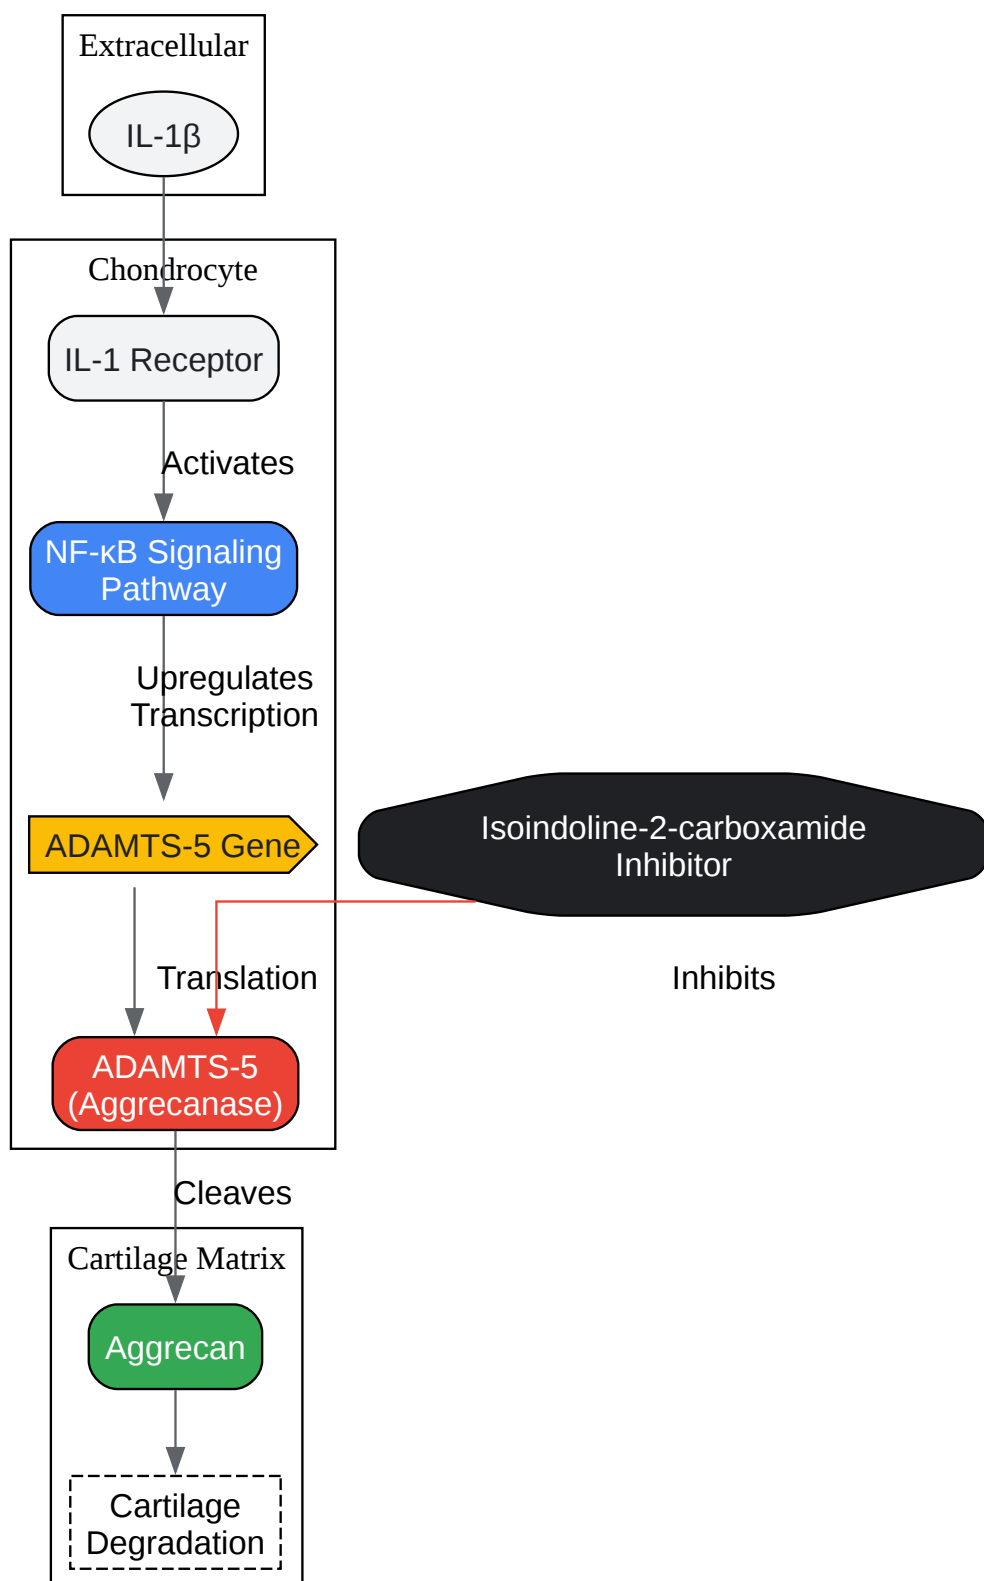 Extracellular
IL-1β
Chondrocyte
IL-1 Receptor
Activates
NF-κB Signaling
Pathway
Upregulates
Transcription
ADAMTS-5 Gene
Isoindoline-2-carboxamide
Inhibitor
Translation
Inhibits
ADAMTS-5
(Aggrecanase)
Cleaves
Cartilage Matrix
Aggrecan
Cartilage
Degradation